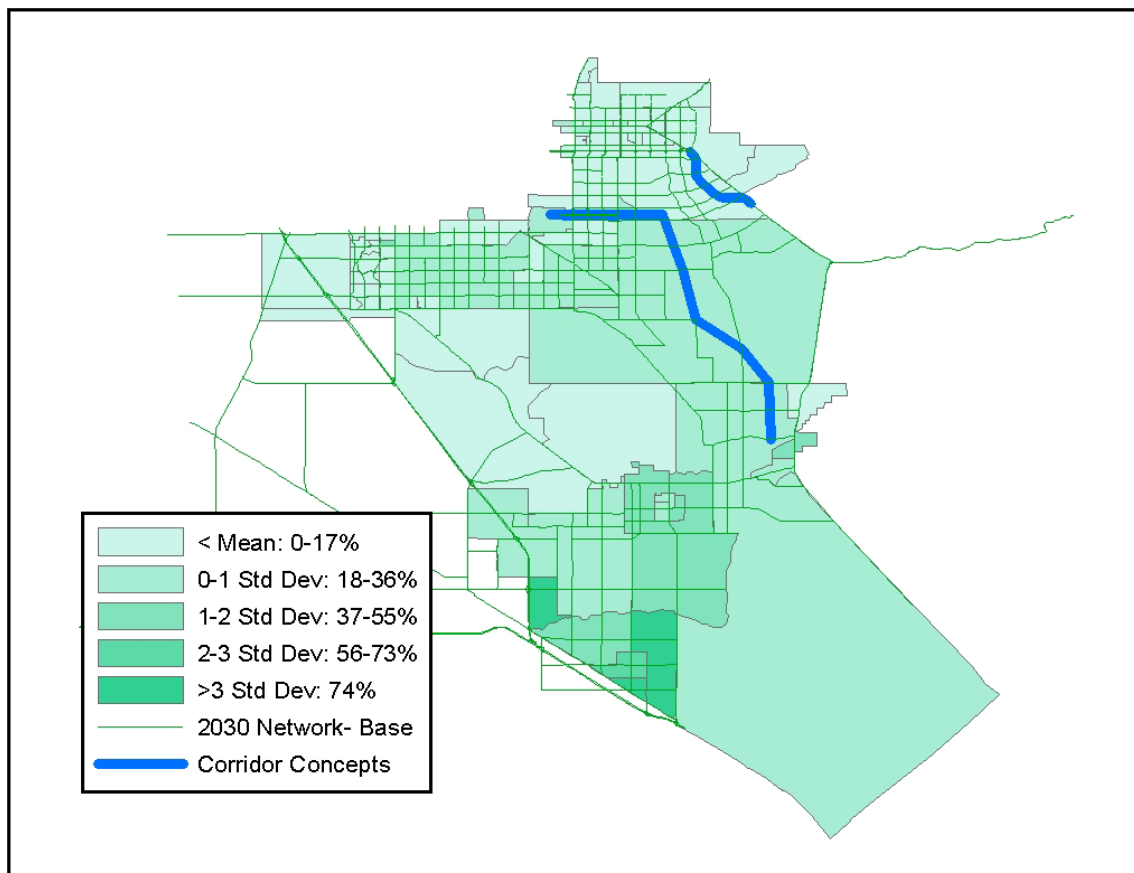 < Mean: 0-17%
0-1 Std Dev: 18-36%
1-2 Std Dev: 37-55%
2-3 Std Dev: 56-73%
>3 Std Dev: 74%
2030 Network- Base
Corridor Concepts